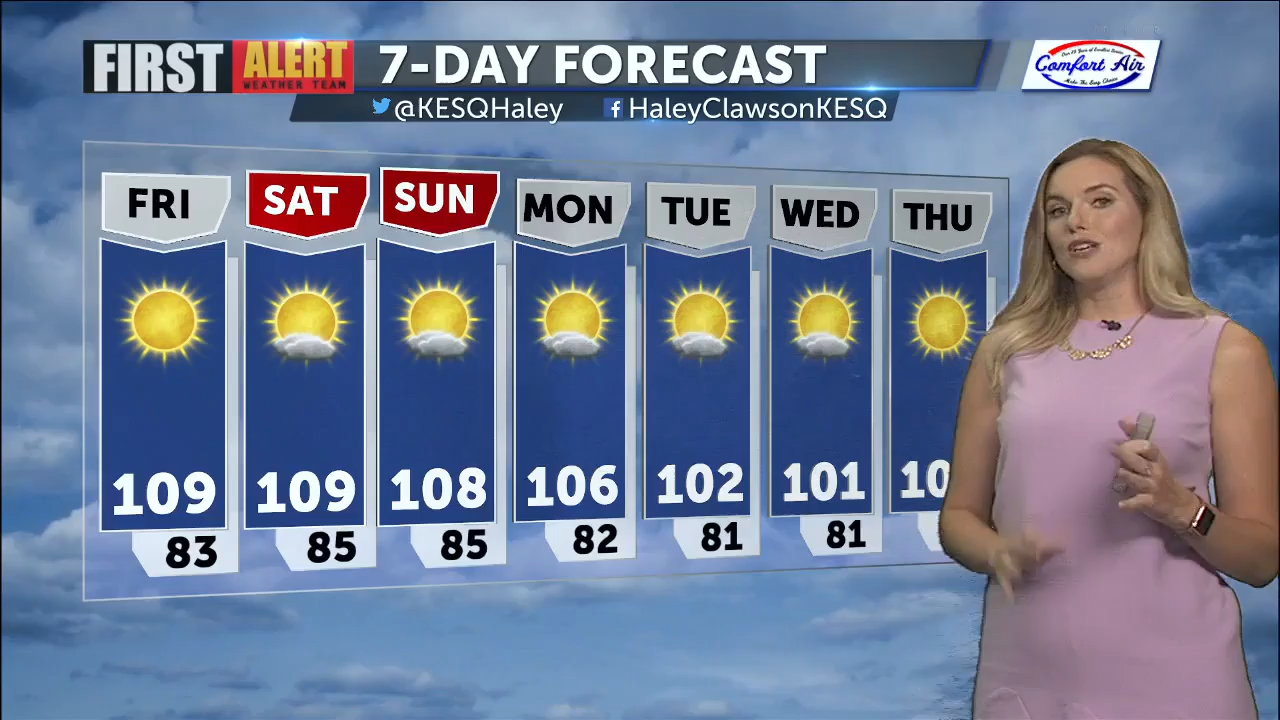 FIRST ALERT 7-DAY FORECAST
WEATHER TEAM
Comfort Air
@KESQHaley HaleyClawsonKESQ
FRI SAT SUN MON TUE WED THU
109 109 108 106 102 101 10
83 85 85 82 81 81